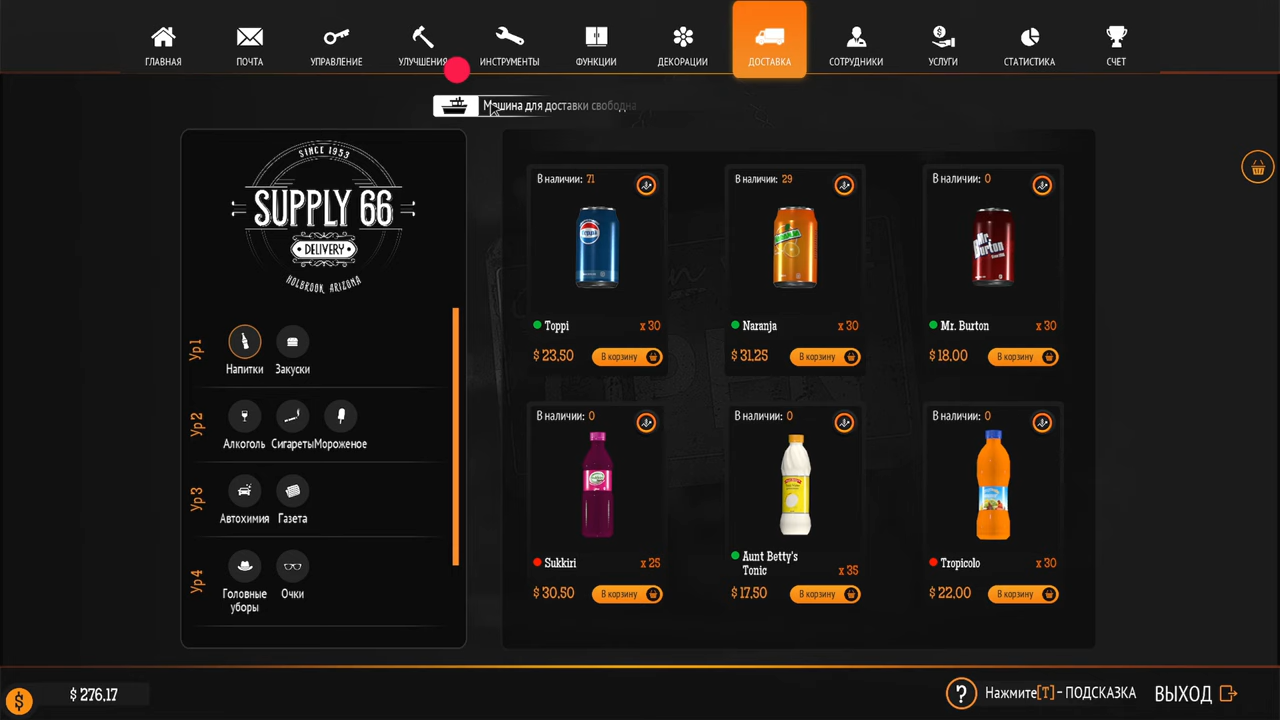 ГЛАВНАЯ
ПОЧТА
УПРАВЛЕНИЕ
УЛУЧШЕНИЯ
ИНСТРУМЕНТЫ
ФУНКЦИИ
ДЕКОРАЦИИ
ДОСТАВКА
СОТРУДНИКИ
УСЛУГИ
СТАТИСТИКА
СЧЕТ
Машина для доставки свободна
SINCE 1953
SUPPLY 66
DELIVERY
HOLBROOK, ARIZONA
Ур1
Напитки
Закуски
Ур2
Алкоголь
Сигареты
Мороженое
Ур3
Автохимия
Газета
Ур4
Головные
уборы
Очки
В наличии: 71
Toppi
Toppi x 30
$ 23.50 В корзину
В наличии: 29
Naranja x 30
$ 31.25 В корзину
В наличии: 0
Mr. Burton
Mr. Burton x 30
$ 18.00 В корзину
В наличии: 0
Sukkiri x 25
$ 30.50 В корзину
В наличии: 0
Aunt Betty's
Tonic x 35
$ 17.50 В корзину
В наличии: 0
Tropicolo x 30
$ 22.00 В корзину
$ 276.17
? Нажмите[T] - ПОДСКАЗКА
ВЫХОД